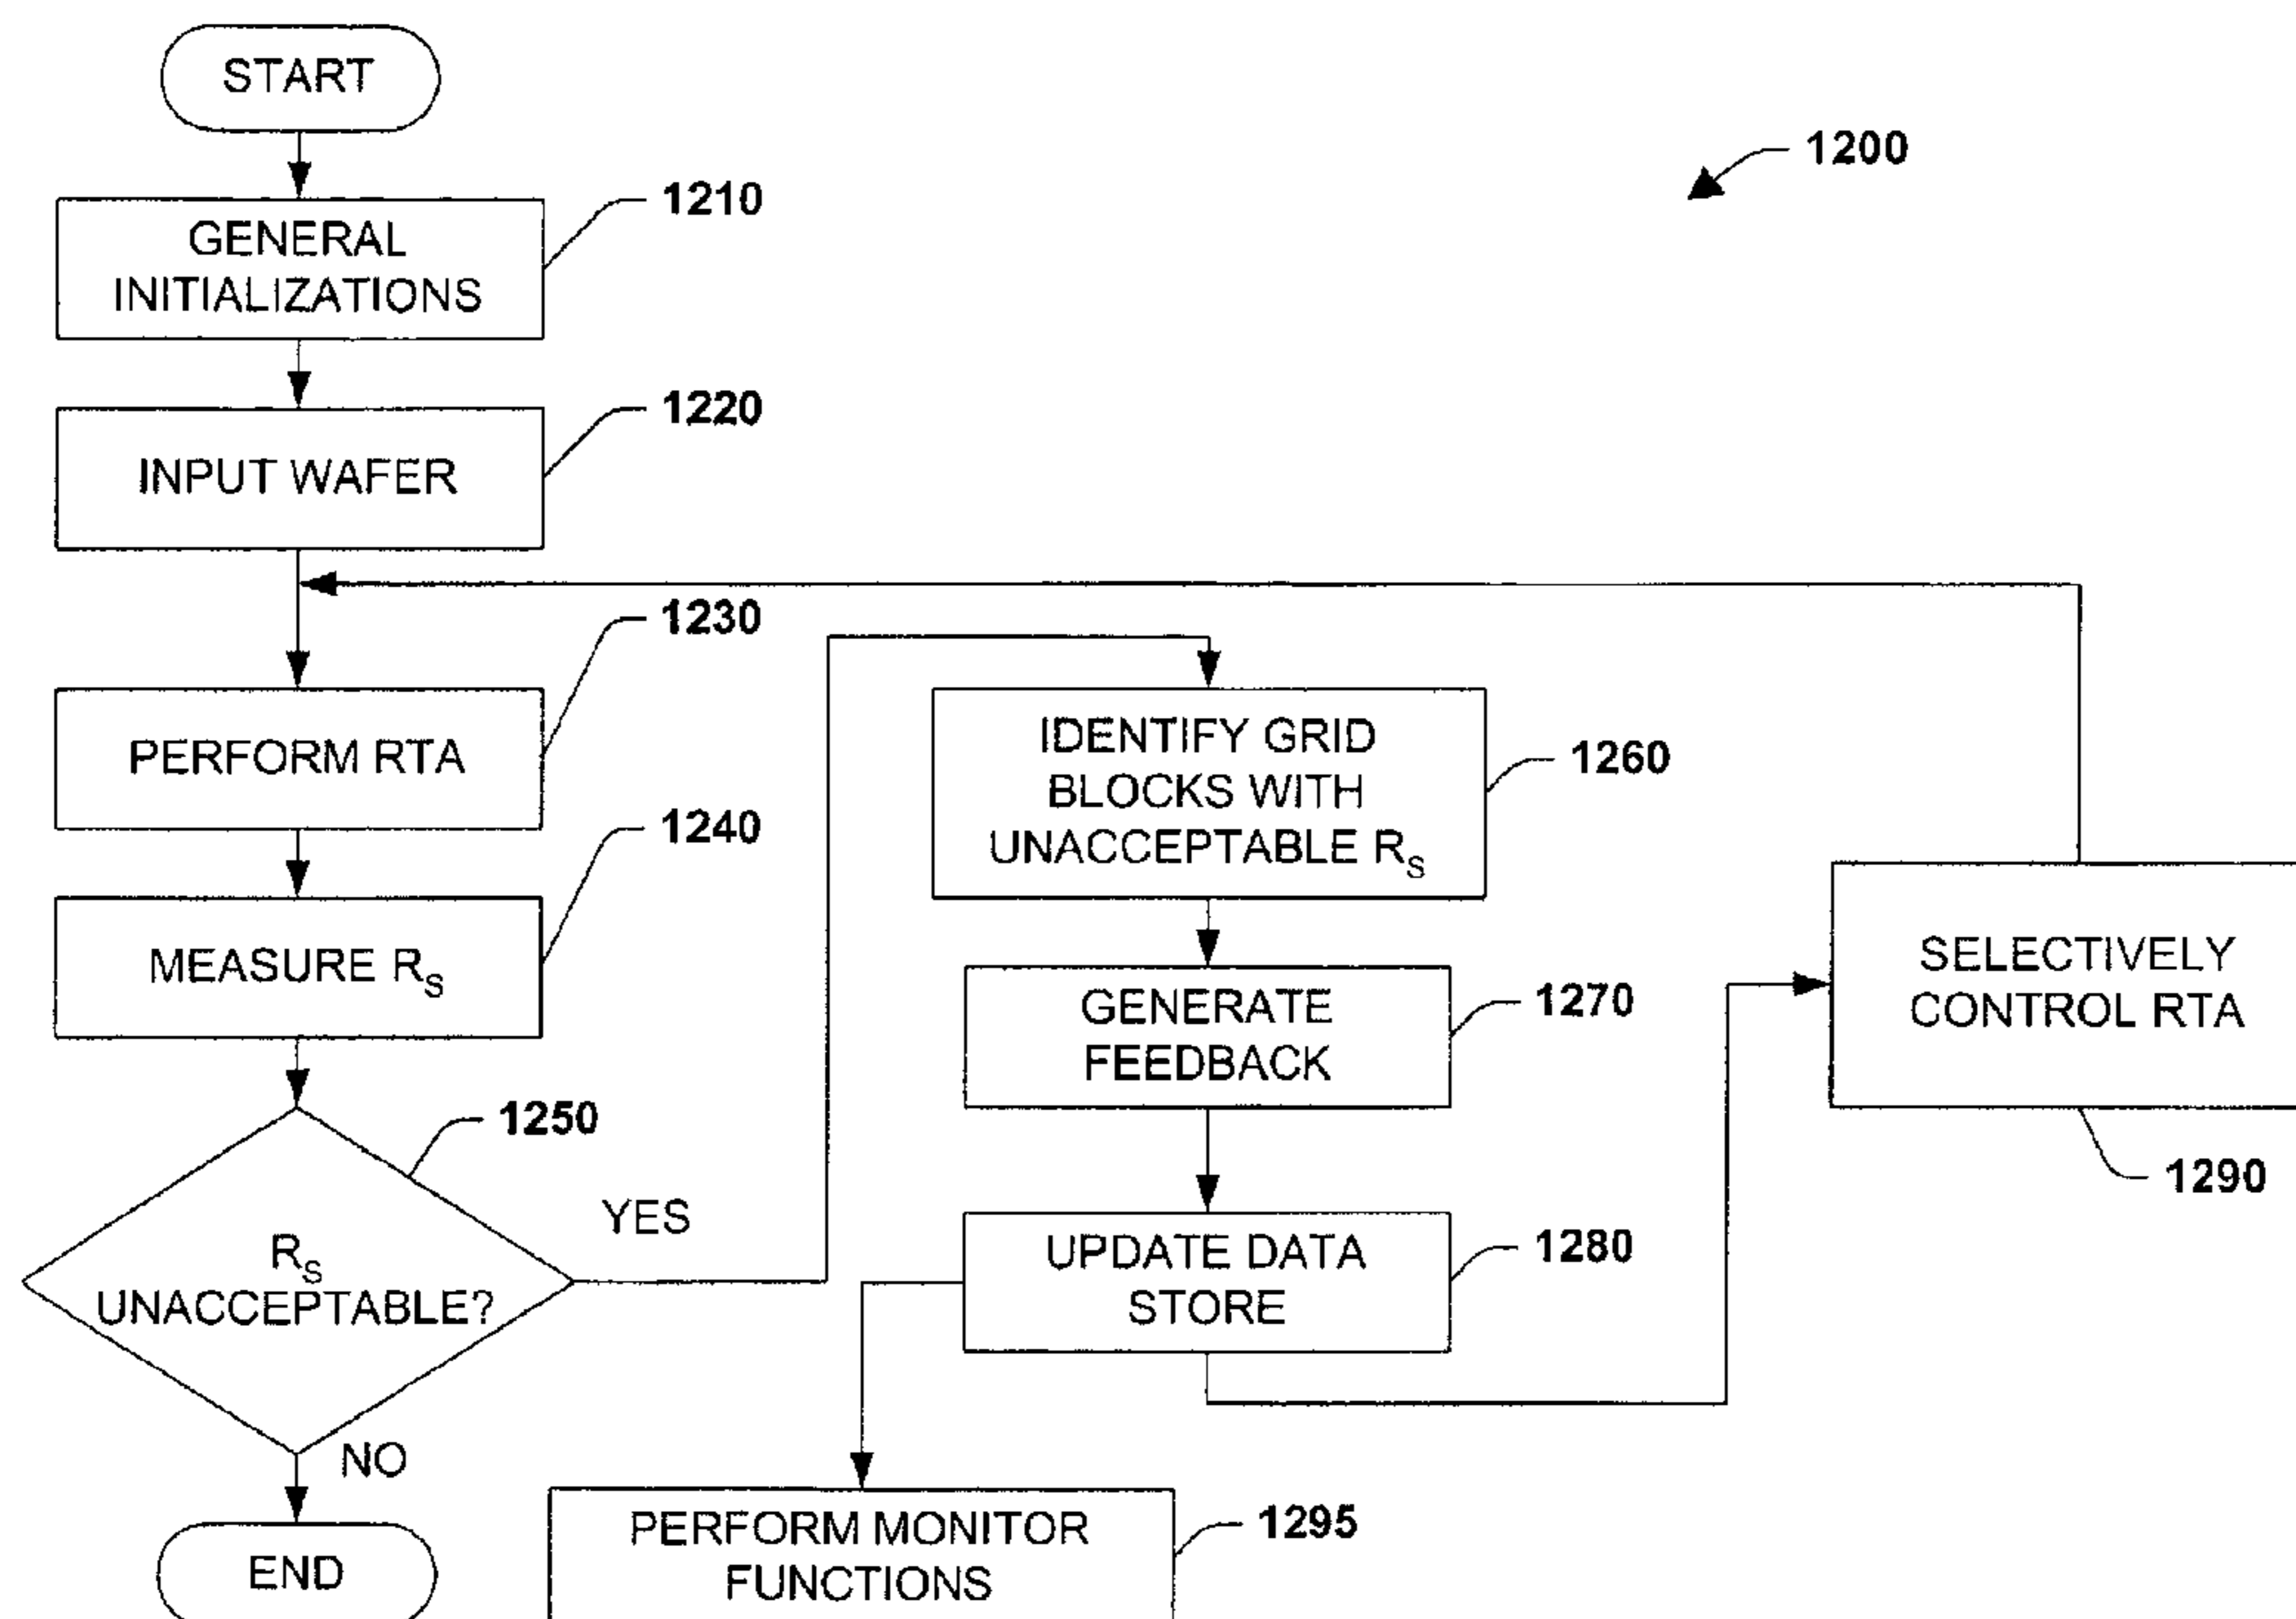 START
1200
1210
GENERAL
INITIALIZATIONS
1220
INPUT WAFER
1230
PERFORM RTA
1240
MEASURE RS
1250
RS
UNACCEPTABLE?
YES
NO
END
IDENTIFY GRID
BLOCKS WITH
UNACCEPTABLE RS
1260
GENERATE
FEEDBACK
1270
UPDATE DATA
STORE
1280
SELECTIVELY
CONTROL RTA
1290
PERFORM MONITOR
FUNCTIONS
1295